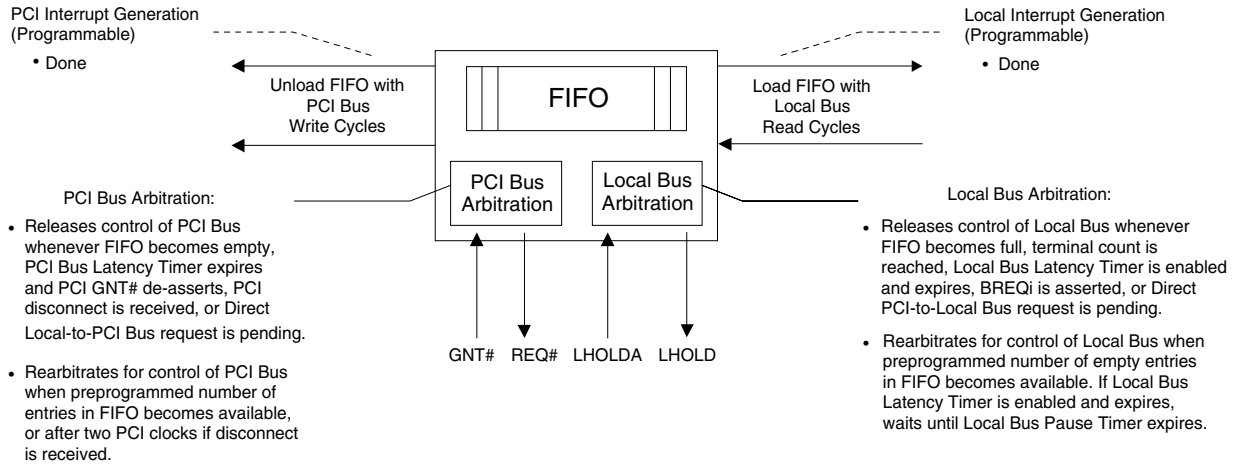 PCI Interrupt Generation
(Programmable)
• Done
Local Interrupt Generation
(Programmable)
• Done
Unload FIFO with
PCI Bus
Write Cycles
FIFO
Load FIFO with
Local Bus
Read Cycles
PCI Bus
Arbitration
Local Bus
Arbitration
GNT# REQ# LHOLDA LHOLD
PCI Bus Arbitration:
• Releases control of PCI Bus
whenever FIFO becomes empty,
PCI Bus Latency Timer expires
and PCI GNT# de-asserts, PCI
disconnect is received, or Direct
Local-to-PCI Bus request is pending.
• Rearbitrates for control of PCI Bus
when preprogrammed number of
entries in FIFO becomes available,
or after two PCI clocks if disconnect
is received.
Local Bus Arbitration:
• Releases control of Local Bus whenever
FIFO becomes full, terminal count is
reached, Local Bus Latency Timer is enabled
and expires, BREQi is asserted, or Direct
PCI-to-Local Bus request is pending.
• Rearbitrates for control of Local Bus when
preprogrammed number of empty entries
in FIFO becomes available. If Local Bus
Latency Timer is enabled and expires,
waits until Local Bus Pause Timer expires.